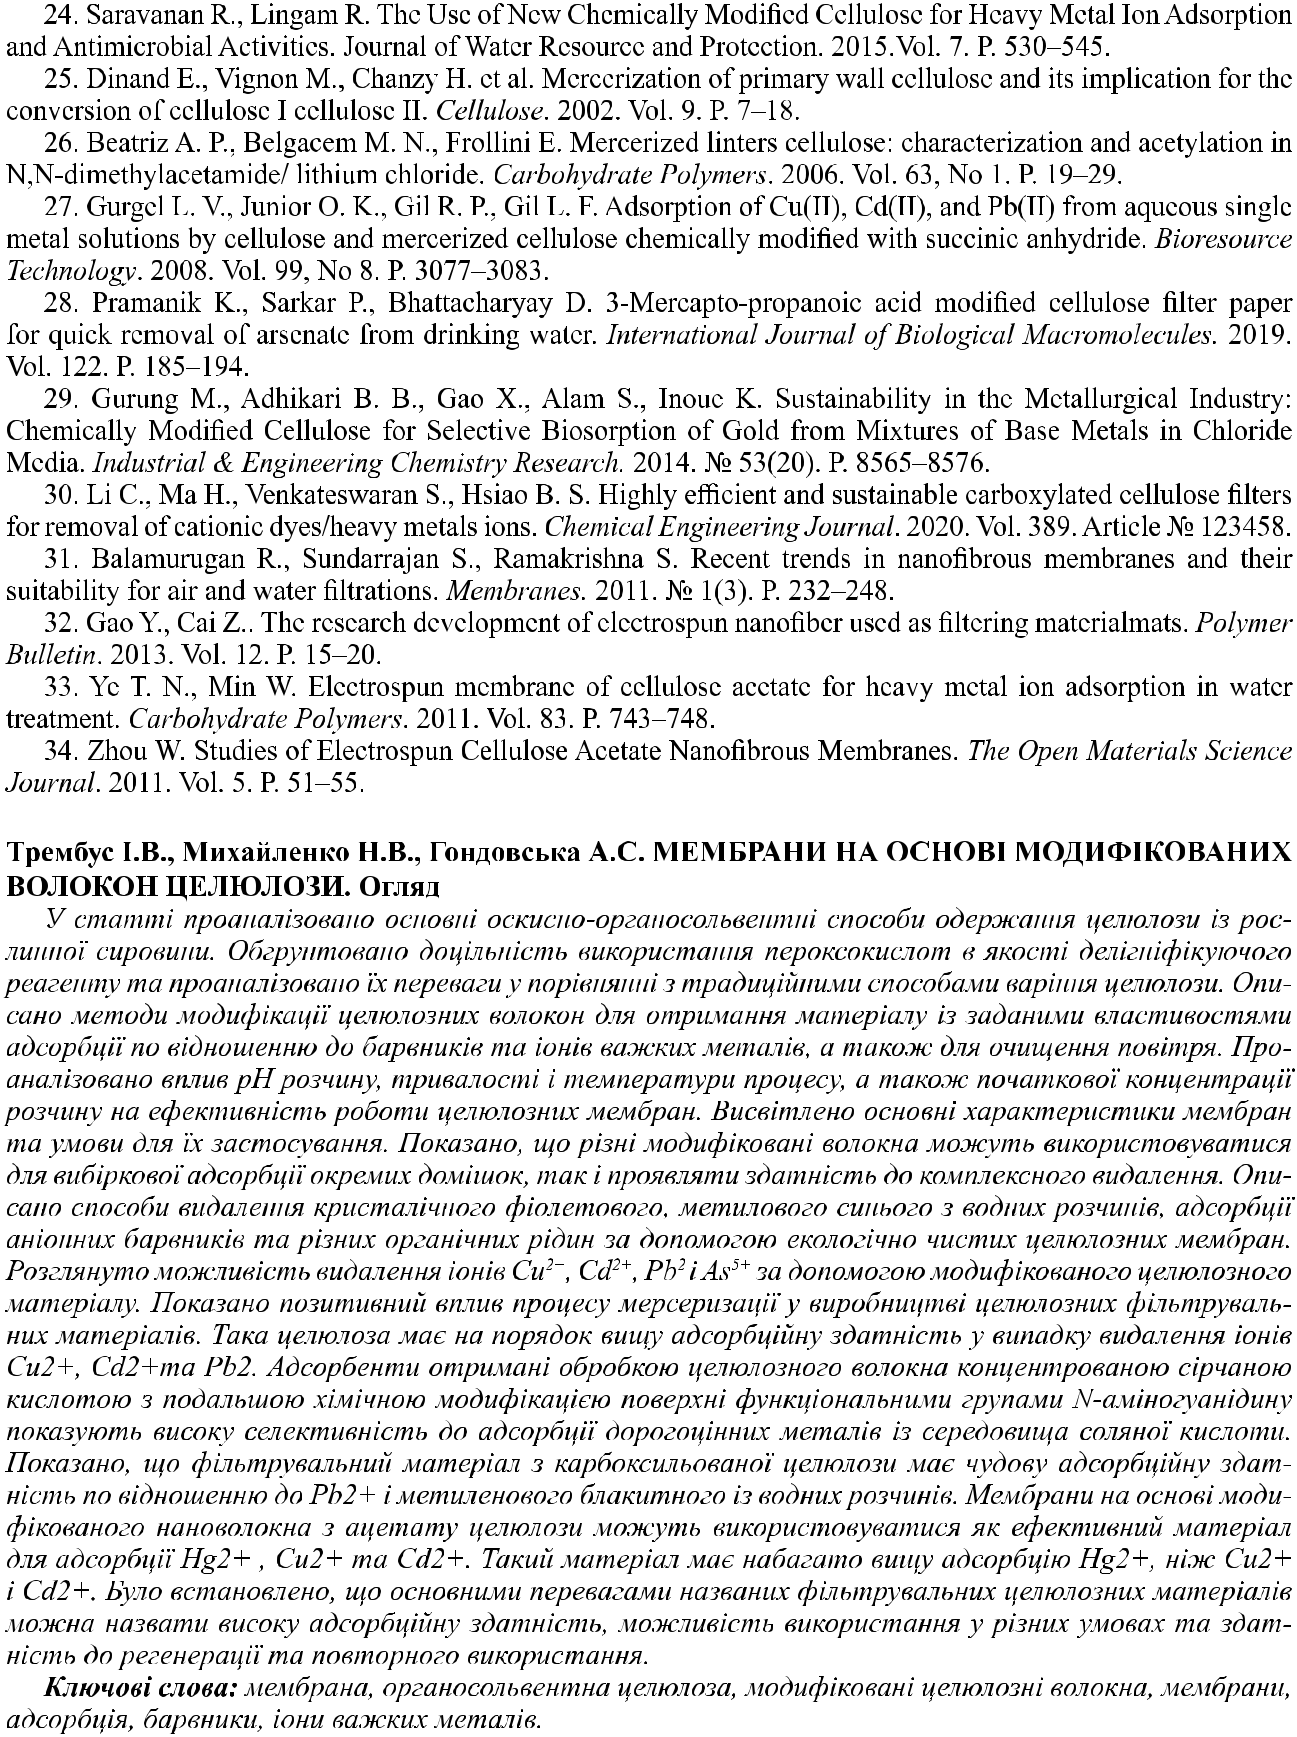 24. Saravanan R., Lingam R. The Use of New Chemically Modified Cellulose for Heavy Metal Ion Adsorption
and Antimicrobial Activities. Journal of Water Resource and Protection. 2015.Vol. 7. P. 530–545.
25. Dinand E., Vignon M., Chanzy H. et al. Mercerization of primary wall cellulose and its implication for the
conversion of cellulose I cellulose II. Cellulose. 2002. Vol. 9. P. 7–18.
26. Beatriz A. P., Belgacem M. N., Frollini E. Mercerized linters cellulose: characterization and acetylation in
N,N-dimethylacetamide/ lithium chloride. Carbohydrate Polymers. 2006. Vol. 63, No 1. P. 19–29.
27. Gurgel L. V., Junior O. K., Gil R. P., Gil L. F. Adsorption of Cu(II), Cd(II), and Pb(II) from aqueous single
metal solutions by cellulose and mercerized cellulose chemically modified with succinic anhydride. Bioresource
Technology. 2008. Vol. 99, No 8. P. 3077–3083.
28. Pramanik K., Sarkar P., Bhattacharyay D. 3-Mercapto-propanoic acid modified cellulose filter paper
for quick removal of arsenate from drinking water. International Journal of Biological Macromolecules. 2019.
Vol. 122. P. 185–194.
29. Gurung M., Adhikari B. B., Gao X., Alam S., Inoue K. Sustainability in the Metallurgical Industry:
Chemically Modified Cellulose for Selective Biosorption of Gold from Mixtures of Base Metals in Chloride
Media. Industrial & Engineering Chemistry Research. 2014. № 53(20). P. 8565–8576.
30. Li C., Ma H., Venkateswaran S., Hsiao B. S. Highly efficient and sustainable carboxylated cellulose filters
for removal of cationic dyes/heavy metals ions. Chemical Engineering Journal. 2020. Vol. 389. Article № 123458.
31. Balamurugan R., Sundarrajan S., Ramakrishna S. Recent trends in nanofibrous membranes and their
suitability for air and water filtrations. Membranes. 2011. № 1(3). P. 232–248.
32. Gao Y., Cai Z.. The research development of electrospun nanofiber used as filtering materialmats. Polymer
Bulletin. 2013. Vol. 12. P. 15–20.
33. Ye T. N., Min W. Electrospun membrane of cellulose acetate for heavy metal ion adsorption in water
treatment. Carbohydrate Polymers. 2011. Vol. 83. P. 743–748.
34. Zhou W. Studies of Electrospun Cellulose Acetate Nanofibrous Membranes. The Open Materials Science
Journal. 2011. Vol. 5. P. 51–55.
Трембус І.В., Михайленко Н.В., Гондовська А.С. МЕМБРАНИ НА ОСНОВІ МОДИФІКОВАНИХ
ВОЛОКОН ЦЕЛЮЛОЗИ. Огляд
У статті проаналізовано основні оскисно-органосольвентні способи одержання целюлози із рос-
линної сировини. Обґрунтовано доцільність використання пероксокислот в якості делігніфікуючого
реагенту та проаналізовано їх переваги у порівнянні з традиційними способами варіння целюлози. Опи-
сано методи модифікації целюлозних волокон для отримання матеріалу із заданими властивостями
адсорбції по відношенню до барвників та іонів важких металів, а також для очищення повітря. Про-
аналізовано вплив рН розчину, тривалості і температури процесу, а також початкової концентрації
розчину на ефективність роботи целюлозних мембран. Висвітлено основні характеристики мембран
та умови для їх застосування. Показано, що різні модифіковані волокна можуть використовуватися
для вибіркової адсорбції окремих домішок, так і проявляти здатність до комплексного видалення. Опи-
сано способи видалення кристалічного фіолетового, метилового синього з водних розчинів, адсорбції
аніонних барвників та різних органічних рідин за допомогою екологічно чистих целюлозних мембран.
Розглянуто можливість видалення іонів Cu²⁻, Cd²⁺, Pb² і As⁵⁺ за допомогою модифікованого целюлозного
матеріалу. Показано позитивний вплив процесу мерсеризації у виробництві целюлозних фільтруваль-
них матеріалів. Така целюлоза має на порядок вищу адсорбційну здатність у випадку видалення іонів
Cu2+, Cd2+та Pb2. Адсорбенти отримані обробкою целюлозного волокна концентрованою сірчаною
кислотою з подальшою хімічною модифікацією поверхні функціональними групами N-аміногуанідину
показують високу селективність до адсорбції дорогоцінних металів із середовища соляної кислоти.
Показано, що фільтрувальний матеріал з карбоксильованої целюлози має чудову адсорбційну здат-
ність по відношенню до Pb2+ і метиленового блакитного із водних розчинів. Мембрани на основі моди-
фікованого нановолокна з ацетату целюлози можуть використовуватися як ефективний матеріал
для адсорбції Hg2+ , Cu2+ та Cd2+. Такий матеріал має набагато вищу адсорбцію Hg2+, ніж Cu2+
і Cd2+. Було встановлено, що основними перевагами названих фільтрувальних целюлозних матеріалів
можна назвати високу адсорбційну здатність, можливість використання у різних умовах та здат-
ність до регенерації та повторного використання.
Ключові слова: мембрана, органосольвентна целюлоза, модифіковані целюлозні волокна, мембрани,
адсорбція, барвники, іони важких металів.